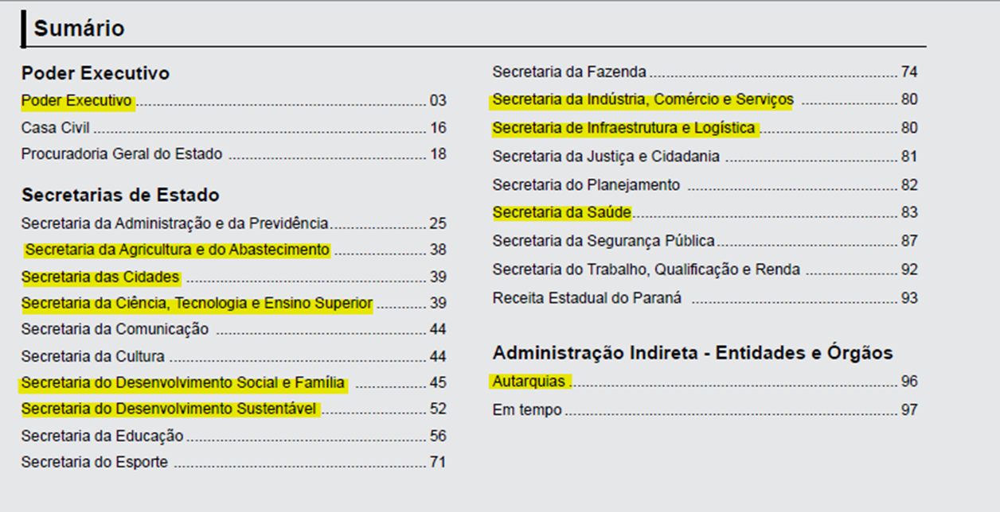 Sumário
Poder Executivo
Poder Executivo ........ 03
Casa Civil ........ 16
Procuradoria Geral do Estado ........ 18
Secretarias de Estado
Secretaria da Administração e da Previdência ........ 25
Secretaria da Agricultura e do Abastecimento ........ 38
Secretaria das Cidades ........ 39
Secretaria da Ciência, Tecnologia e Ensino Superior ........ 39
Secretaria da Comunicação ........ 44
Secretaria da Cultura ........ 44
Secretaria do Desenvolvimento Social e Família ........ 45
Secretaria do Desenvolvimento Sustentável ........ 52
Secretaria da Educação ........ 56
Secretaria do Esporte ........ 71
Secretaria da Fazenda ........ 74
Secretaria da Indústria, Comércio e Serviços ........ 80
Secretaria de Infraestrutura e Logística ........ 80
Secretaria da Justiça e Cidadania ........ 81
Secretaria do Planejamento ........ 82
Secretaria da Saúde ........ 83
Secretaria da Segurança Pública ........ 87
Secretaria do Trabalho, Qualificação e Renda ........ 92
Receita Estadual do Paraná ........ 93
Administração Indireta - Entidades e Órgãos
Autarquias ........ 96
Em tempo ........ 97